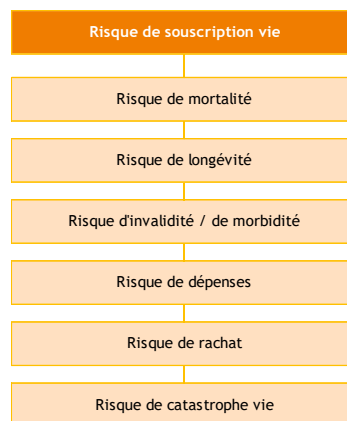 Risque de souscription vie
Risque de mortalité
Risque de longévité
Risque d'invalidité / de morbidité
Risque de dépenses
Risque de rachat
Risque de catastrophe vie